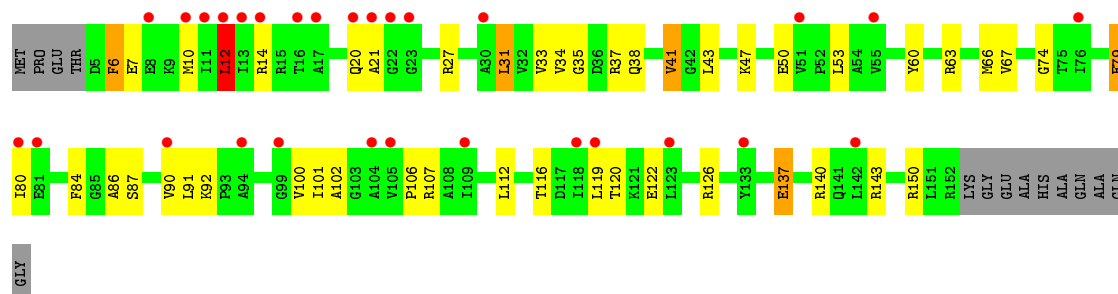 MET PRO GLU THR D5 F6 E7 E8 K9 M10 I11 L12 I13 R14 R15 T16 A17 Q20 A21 G22 G23 R27 A30 L31 V32 V33 V34 G35 D36 R37 Q38 V41 G42 L43 K47 E50 V51 P52 L53 A54 V55 Y60 R63 M66 V67 G74 T75 I76
I80 E81 F84 G85 A86 S87 V90 L91 K92 P93 A94 G99 V100 I101 A102 G103 A104 V105 P106 R107 A108 I109 L112 T116 D117 I118 L119 T120 K121 E122 L123 R126 Y133 E137 R140 Q141 L142 R143 R150 L151 R152 LYS GLY GLU ALA ALA HIS ALA GLN ALA GLN
GLY